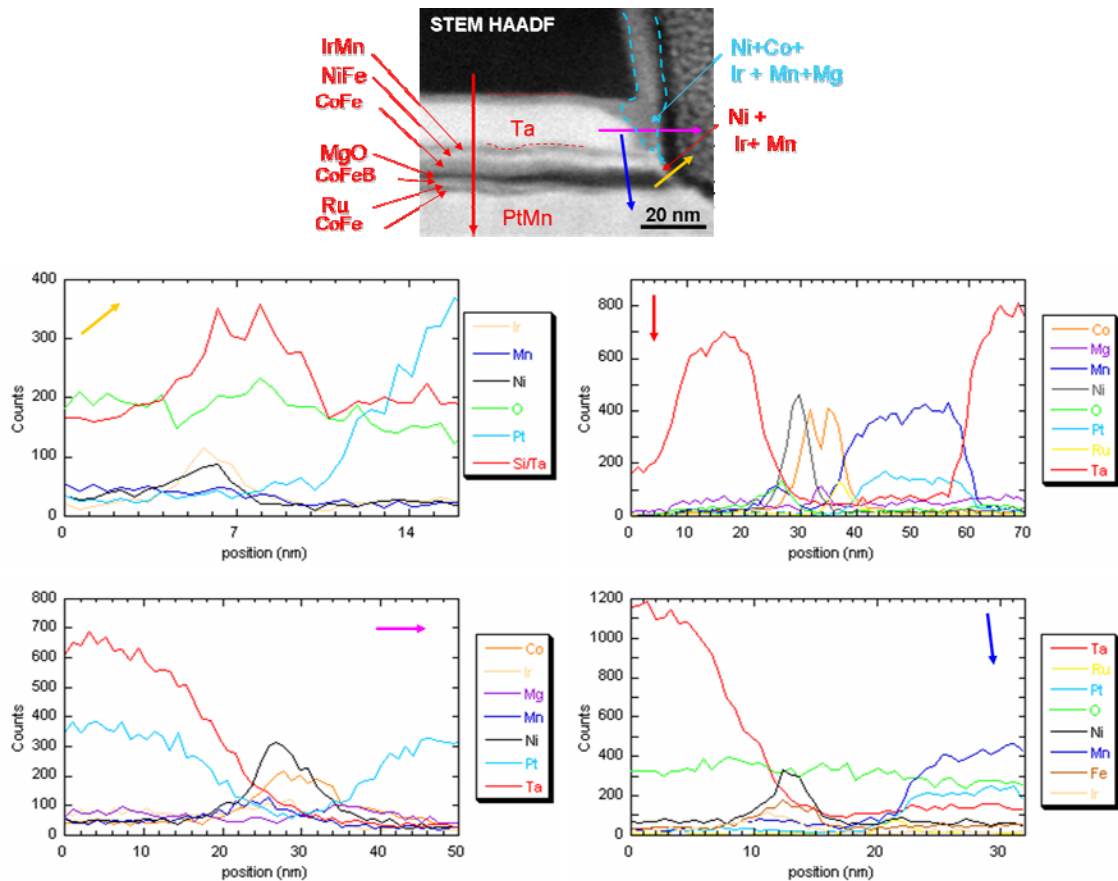 STEM HAADF
IrMn
NiFe
CoFe
MgO
CoFeB
Ru
CoFe
Ta
PtMn
20 nm
Ni+Co+
Ir + Mn+Mg
Ni +
Ir+ Mn
400
300
200
100
0
Counts
0
7
14
position (nm)
Ir
Mn
Ni
O
Pt
Si/Ta
800
600
400
200
0
Counts
0
10
20
30
40
50
60
70
position (nm)
Co
Mg
Mn
Ni
O
Pt
Ru
Ta
800
700
600
500
400
300
200
100
0
Counts
0
10
20
30
40
50
position (nm)
Co
Ir
Mg
Mn
Ni
Pt
Ta
1200
1000
800
600
400
200
0
Counts
0
10
20
30
position (nm)
Ta
Ru
Pt
O
Ni
Mn
Fe
Ir